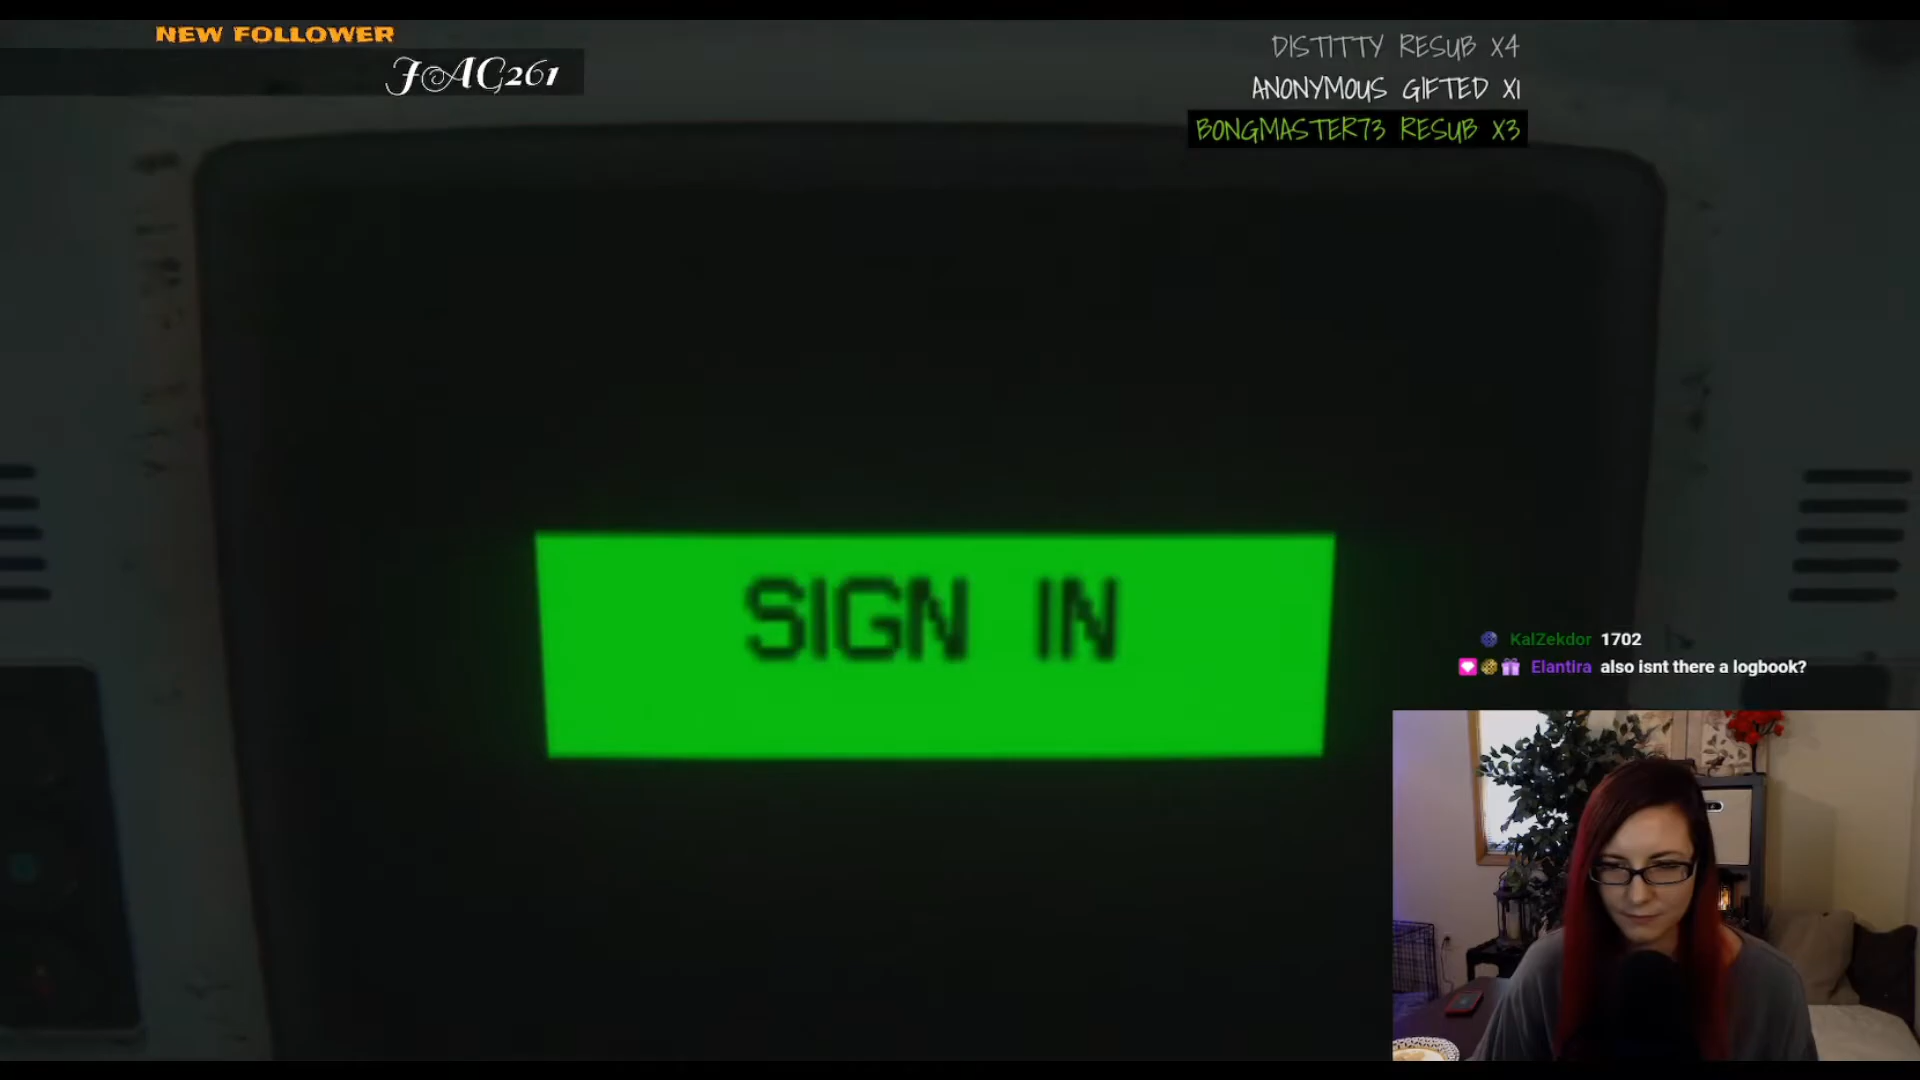 NEW FOLLOWER
JAG261
DISTITTY RESUB X4
ANONYMOUS GIFTED X1
BONGMASTER73 RESUB X3
SIGN IN
KalZekdor 1702
Elantira also isnt there a logbook?